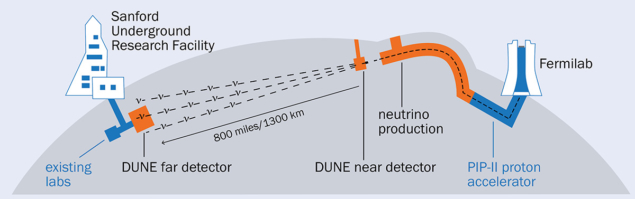 Sanford
Underground
Research Facility
Fermilab
800 miles/1300 km
neutrino
production
existing
labs
DUNE far detector
DUNE near detector
PIP-II proton
accelerator